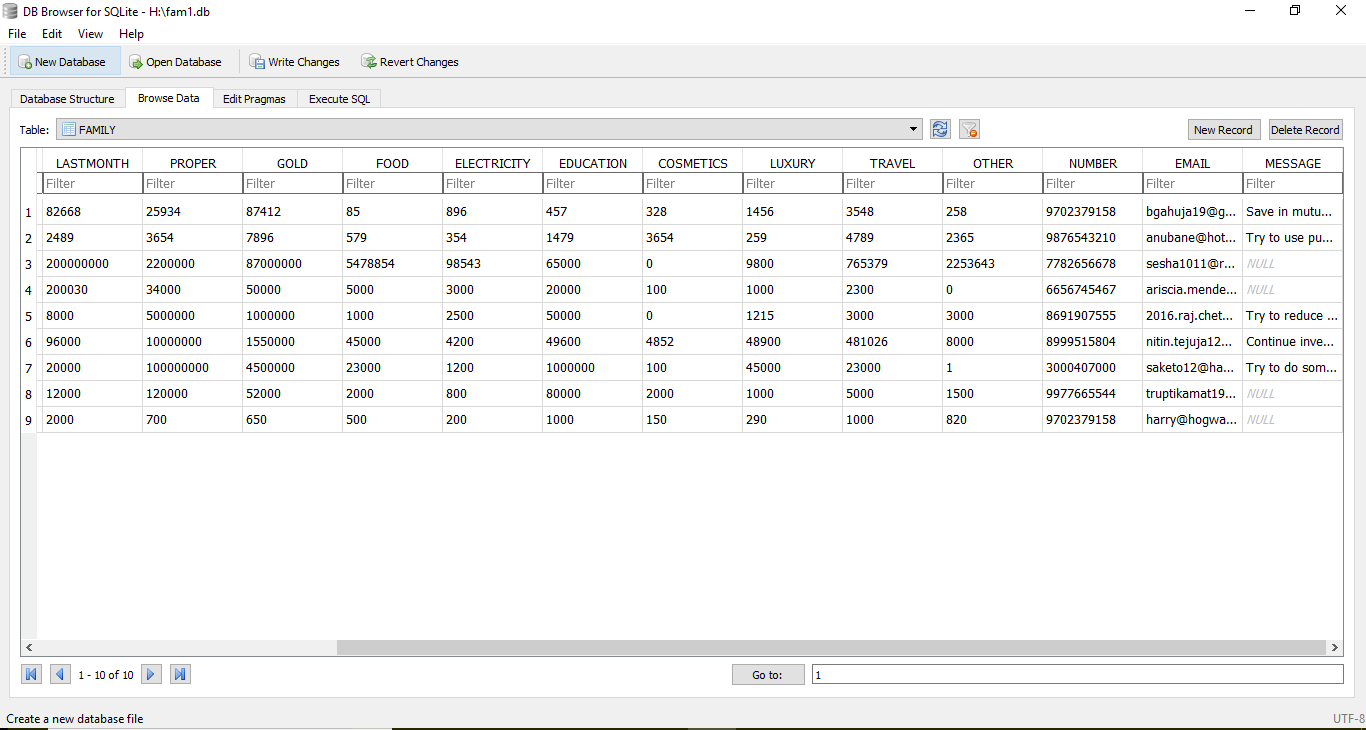 DB Browser for SQLite - H:\fam1.db
File Edit View Help
New Database Open Database Write Changes Revert Changes
Database Structure Browse Data Edit Pragmas Execute SQL
Table: FAMILY New Record Delete Record
LASTMONTH PROPER GOLD FOOD ELECTRICITY EDUCATION COSMETICS LUXURY TRAVEL OTHER NUMBER EMAIL MESSAGE
Filter Filter Filter Filter Filter Filter Filter Filter Filter Filter Filter Filter Filter
1 82668 25934 87412 85 896 457 328 1456 3548 258 9702379158 bgahuja19@g... Save in mutu...
2 2489 3654 7896 579 354 1479 3654 259 4789 2365 9876543210 anubane@hot... Try to use pu...
3 200000000 2200000 87000000 5478854 98543 65000 0 9800 765379 2253643 7782656678 sesha1011@r... NULL
4 200030 34000 50000 5000 3000 20000 100 1000 2300 0 6656745467 ariscia.mende... NULL
5 8000 5000000 1000000 1000 2500 50000 0 1215 3000 3000 8691907555 2016.raj.chet... Try to reduce ...
6 96000 10000000 1550000 45000 4200 49600 4852 48900 481026 8000 8999515804 nitin.tejuja12... Continue inve...
7 20000 100000000 4500000 23000 1200 1000000 100 45000 23000 1 3000407000 saketo12@ha... Try to do som...
8 12000 120000 52000 2000 800 80000 2000 1000 5000 1500 9977665544 truptikamat19... NULL
9 2000 700 650 500 200 1000 150 290 1000 820 9702379158 harry@hogwa... NULL
1 - 10 of 10 Go to: 1
Create a new database file UTF-8